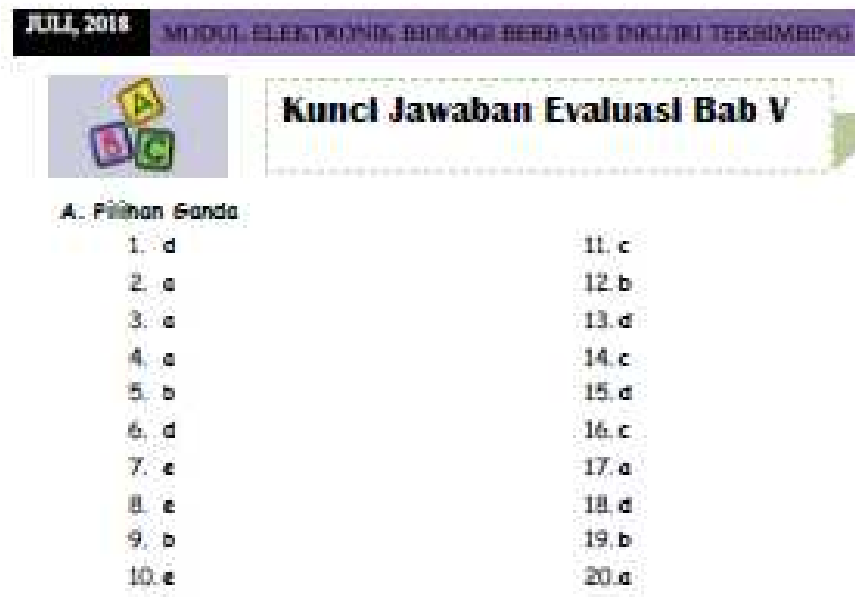 JULI, 2018
MODUL ELEKTRONIK BIOLOGI BERBASIS INKUIRI TERBIMBING
A
B C
Kunci Jawaban Evaluasi Bab V
A. Pilihan Ganda
1. d
2. a
3. a
4. a
5. b
6. d
7. e
8. e
9. b
10. e
11. c
12. b
13. d
14. c
15. d
16. c
17. a
18. d
19. b
20. a